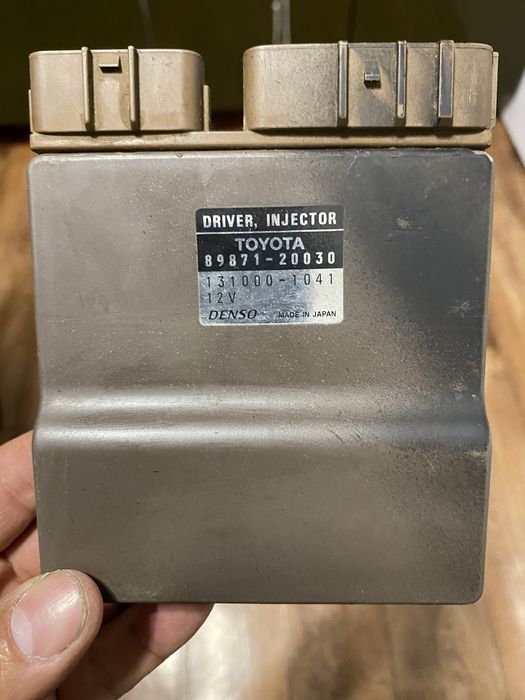 DRIVER, INJECTOR
TOYOTA
89871-20030
131000-1041
12V
DENSO MADE IN JAPAN